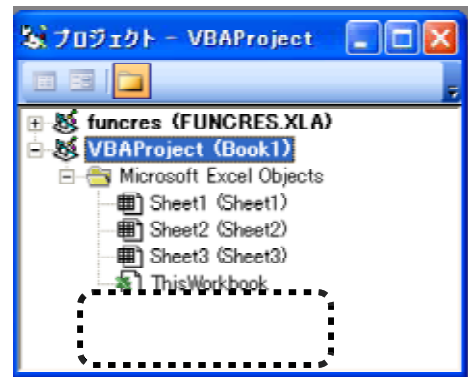 プロジェクト - VBAProject
funcres (FUNCRES.XLA)
VBAProject (Book1)
Microsoft Excel Objects
Sheet1 (Sheet1)
Sheet2 (Sheet2)
Sheet3 (Sheet3)
ThisWorkbook